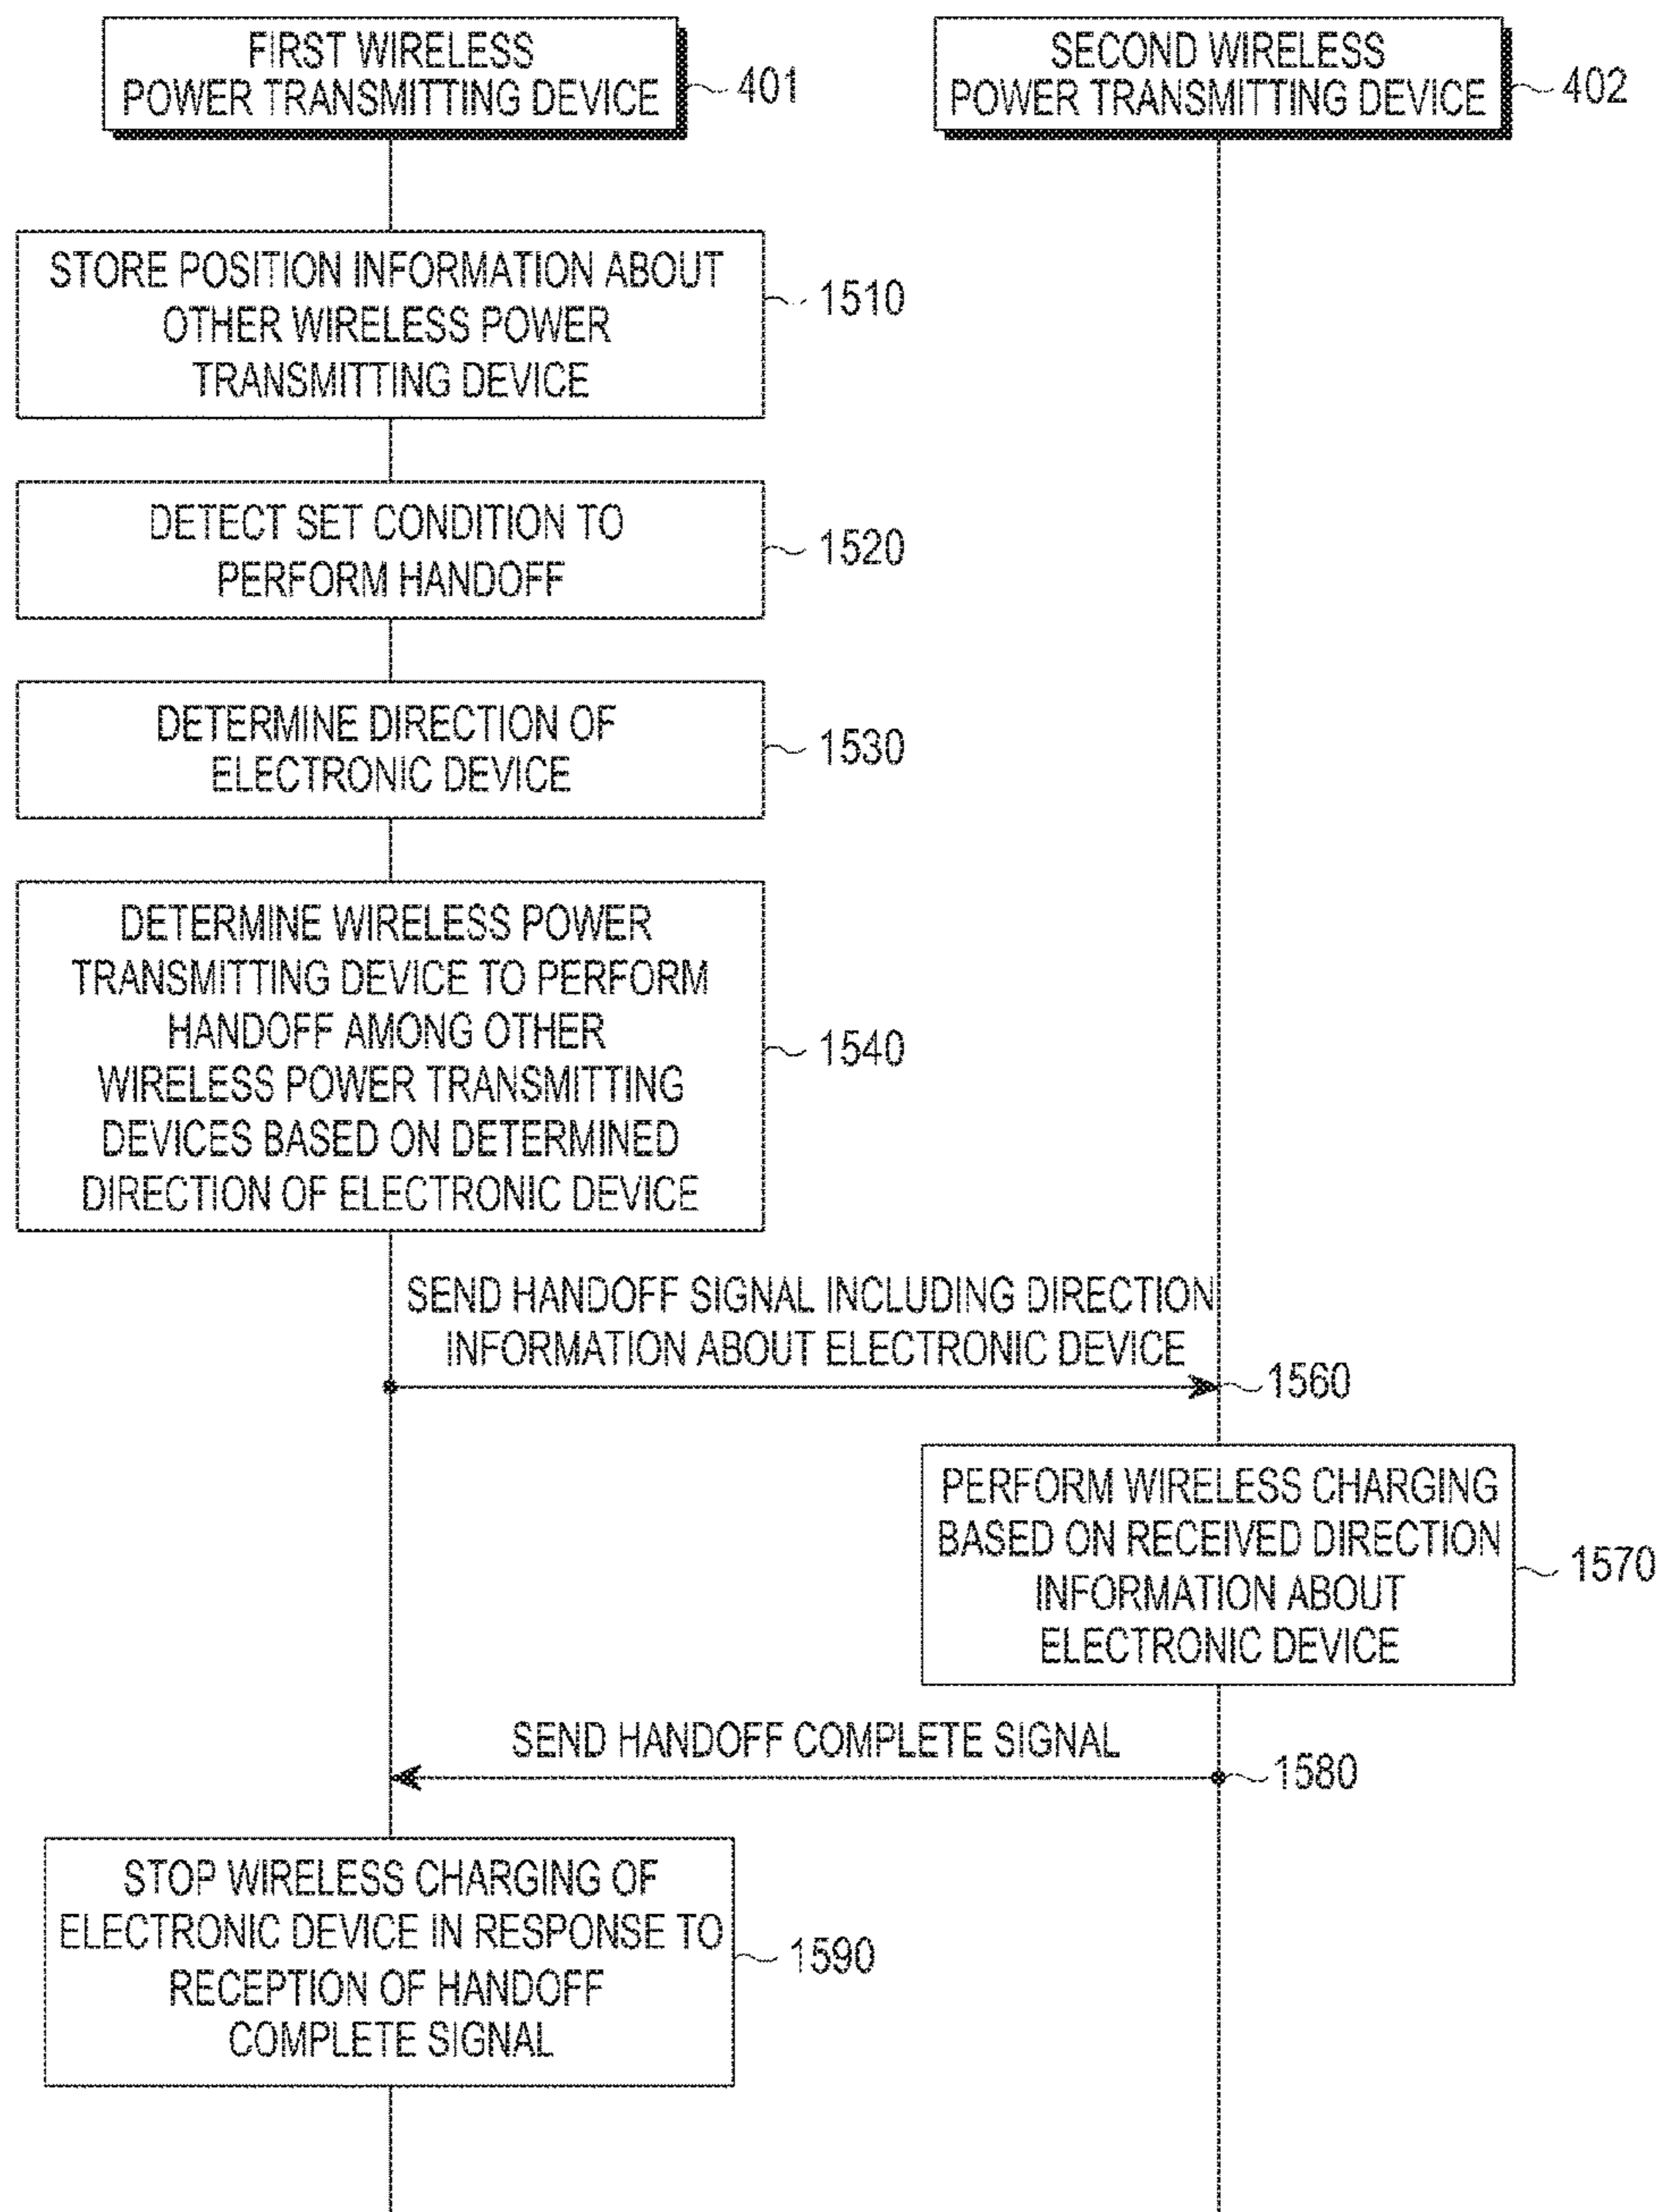 FIRST WIRELESS
POWER TRANSMITTING DEVICE
401
SECOND WIRELESS
POWER TRANSMITTING DEVICE
402
STORE POSITION INFORMATION ABOUT
OTHER WIRELESS POWER
TRANSMITTING DEVICE
1510
DETECT SET CONDITION TO
PERFORM HANDOFF
1520
DETERMINE DIRECTION OF
ELECTRONIC DEVICE
1530
DETERMINE WIRELESS POWER
TRANSMITTING DEVICE TO PERFORM
HANDOFF AMONG OTHER
WIRELESS POWER TRANSMITTING
DEVICES BASED ON DETERMINED
DIRECTION OF ELECTRONIC DEVICE
1540
SEND HANDOFF SIGNAL INCLUDING DIRECTION
INFORMATION ABOUT ELECTRONIC DEVICE
1560
PERFORM WIRELESS CHARGING
BASED ON RECEIVED DIRECTION
INFORMATION ABOUT
ELECTRONIC DEVICE
1570
SEND HANDOFF COMPLETE SIGNAL
1580
STOP WIRELESS CHARGING OF
ELECTRONIC DEVICE IN RESPONSE TO
RECEPTION OF HANDOFF
COMPLETE SIGNAL
1590